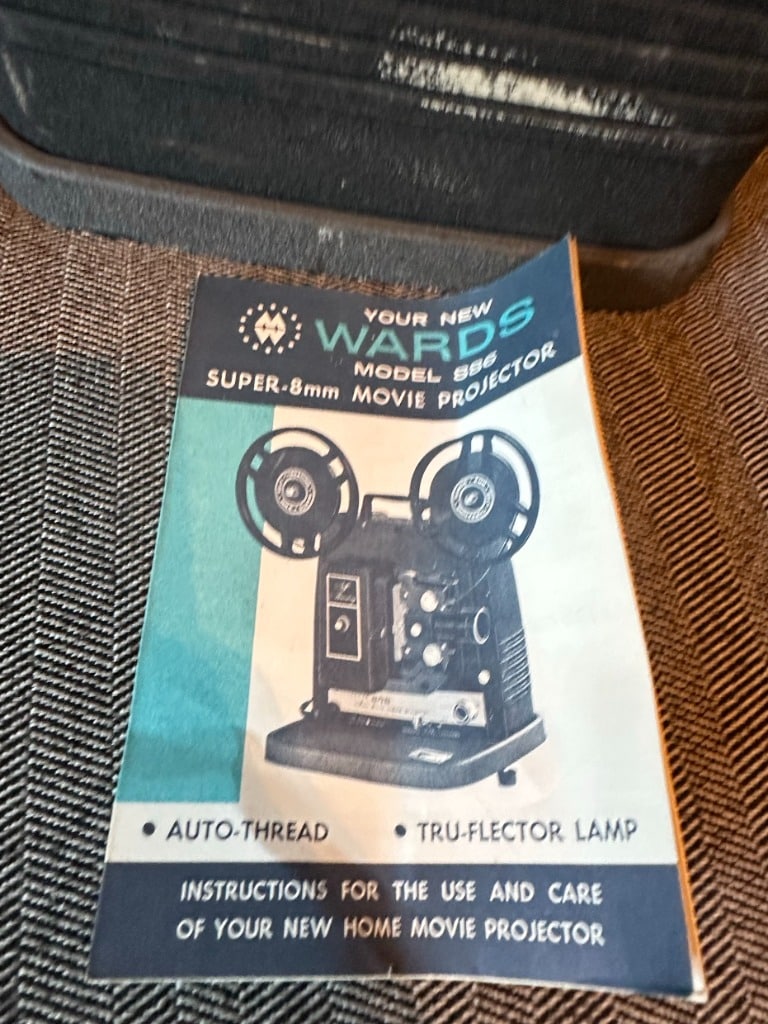 YOUR NEW
WARDS
MODEL 886
SUPER-8mm MOVIE PROJECTOR
• AUTO-THREAD • TRU-FLECTOR LAMP
INSTRUCTIONS FOR THE USE AND CARE
OF YOUR NEW HOME MOVIE PROJECTOR